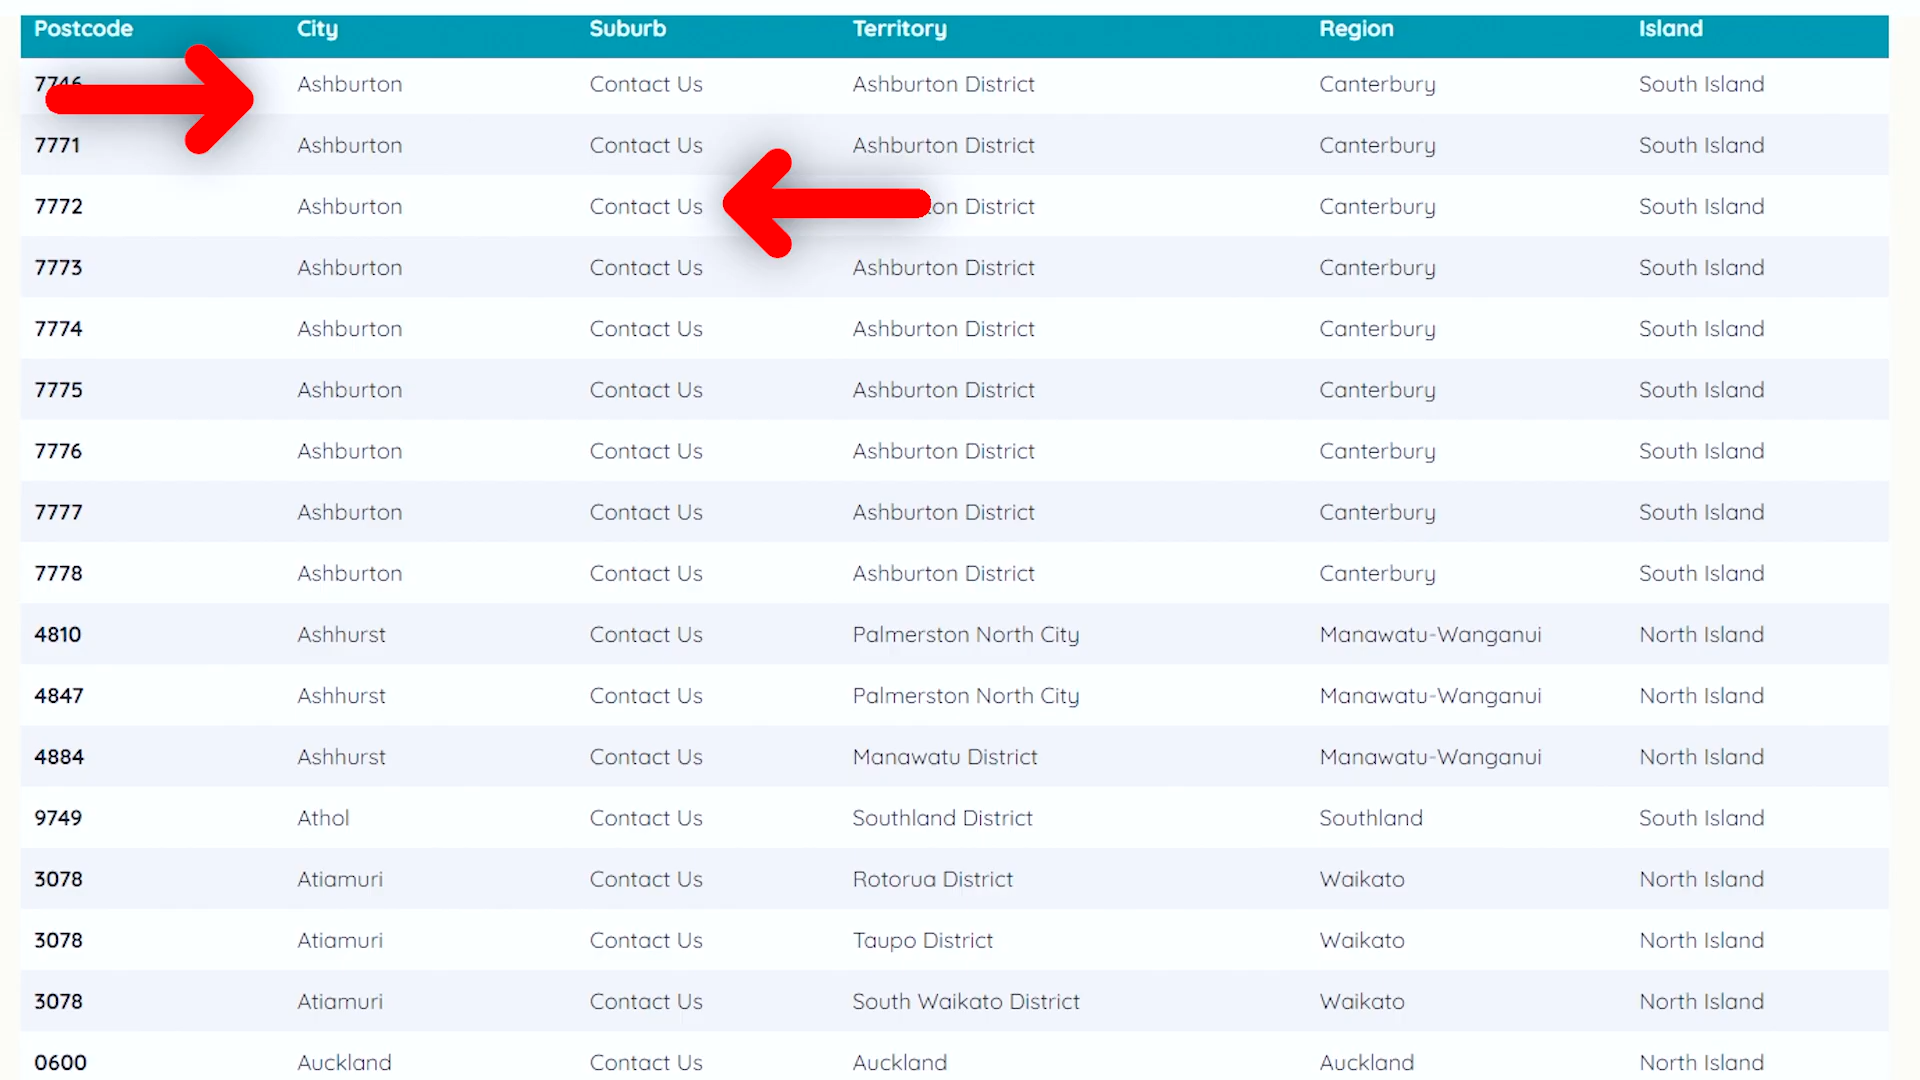 Postcode City Suburb Territory Region Island
7746 Ashburton Contact Us Ashburton District Canterbury South Island
7771 Ashburton Contact Us Ashburton District Canterbury South Island
7772 Ashburton Contact Us on District Canterbury South Island
7773 Ashburton Contact Us Ashburton District Canterbury South Island
7774 Ashburton Contact Us Ashburton District Canterbury South Island
7775 Ashburton Contact Us Ashburton District Canterbury South Island
7776 Ashburton Contact Us Ashburton District Canterbury South Island
7777 Ashburton Contact Us Ashburton District Canterbury South Island
7778 Ashburton Contact Us Ashburton District Canterbury South Island
4810 Ashhurst Contact Us Palmerston North City Manawatu-Wanganui North Island
4847 Ashhurst Contact Us Palmerston North City Manawatu-Wanganui North Island
4884 Ashhurst Contact Us Manawatu District Manawatu-Wanganui North Island
9749 Athol Contact Us Southland District Southland South Island
3078 Atiamuri Contact Us Rotorua District Waikato North Island
3078 Atiamuri Contact Us Taupo District Waikato North Island
3078 Atiamuri Contact Us South Waikato District Waikato North Island
0600 Auckland Contact Us Auckland Auckland North Island